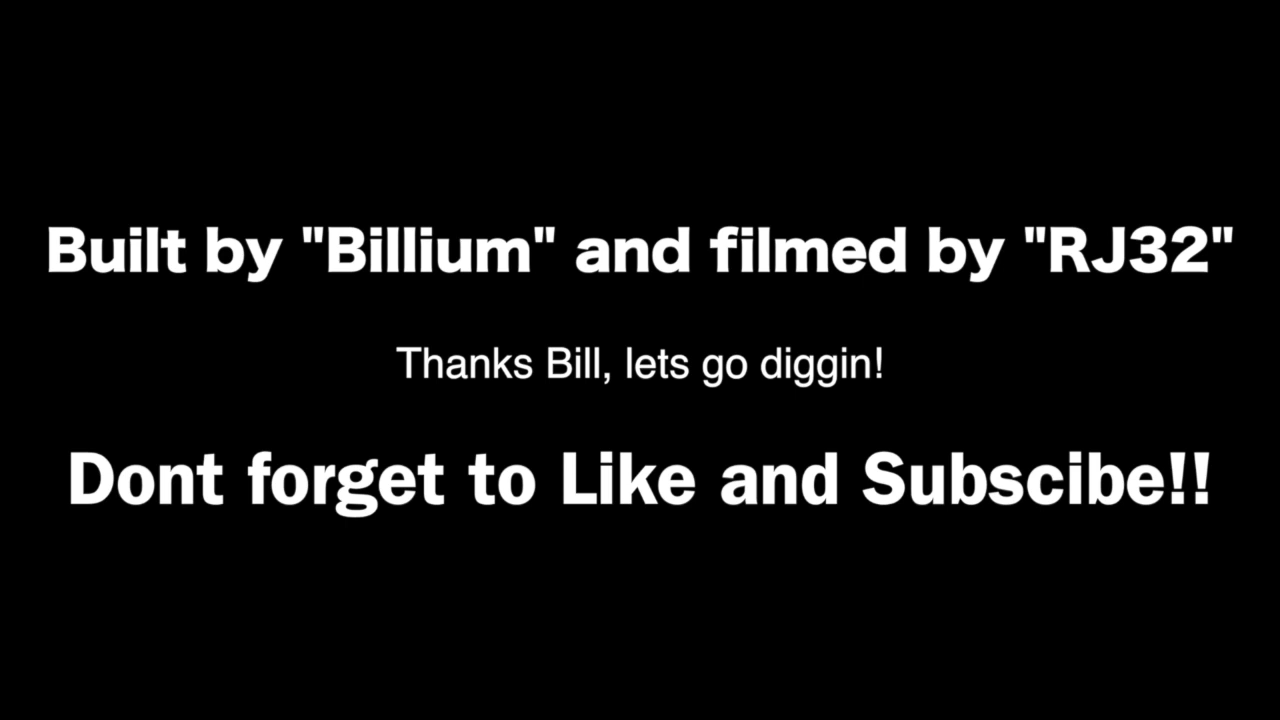 Built by "Billium" and filmed by "RJ32"
Thanks Bill, lets go diggin!
Dont forget to Like and Subscibe!!